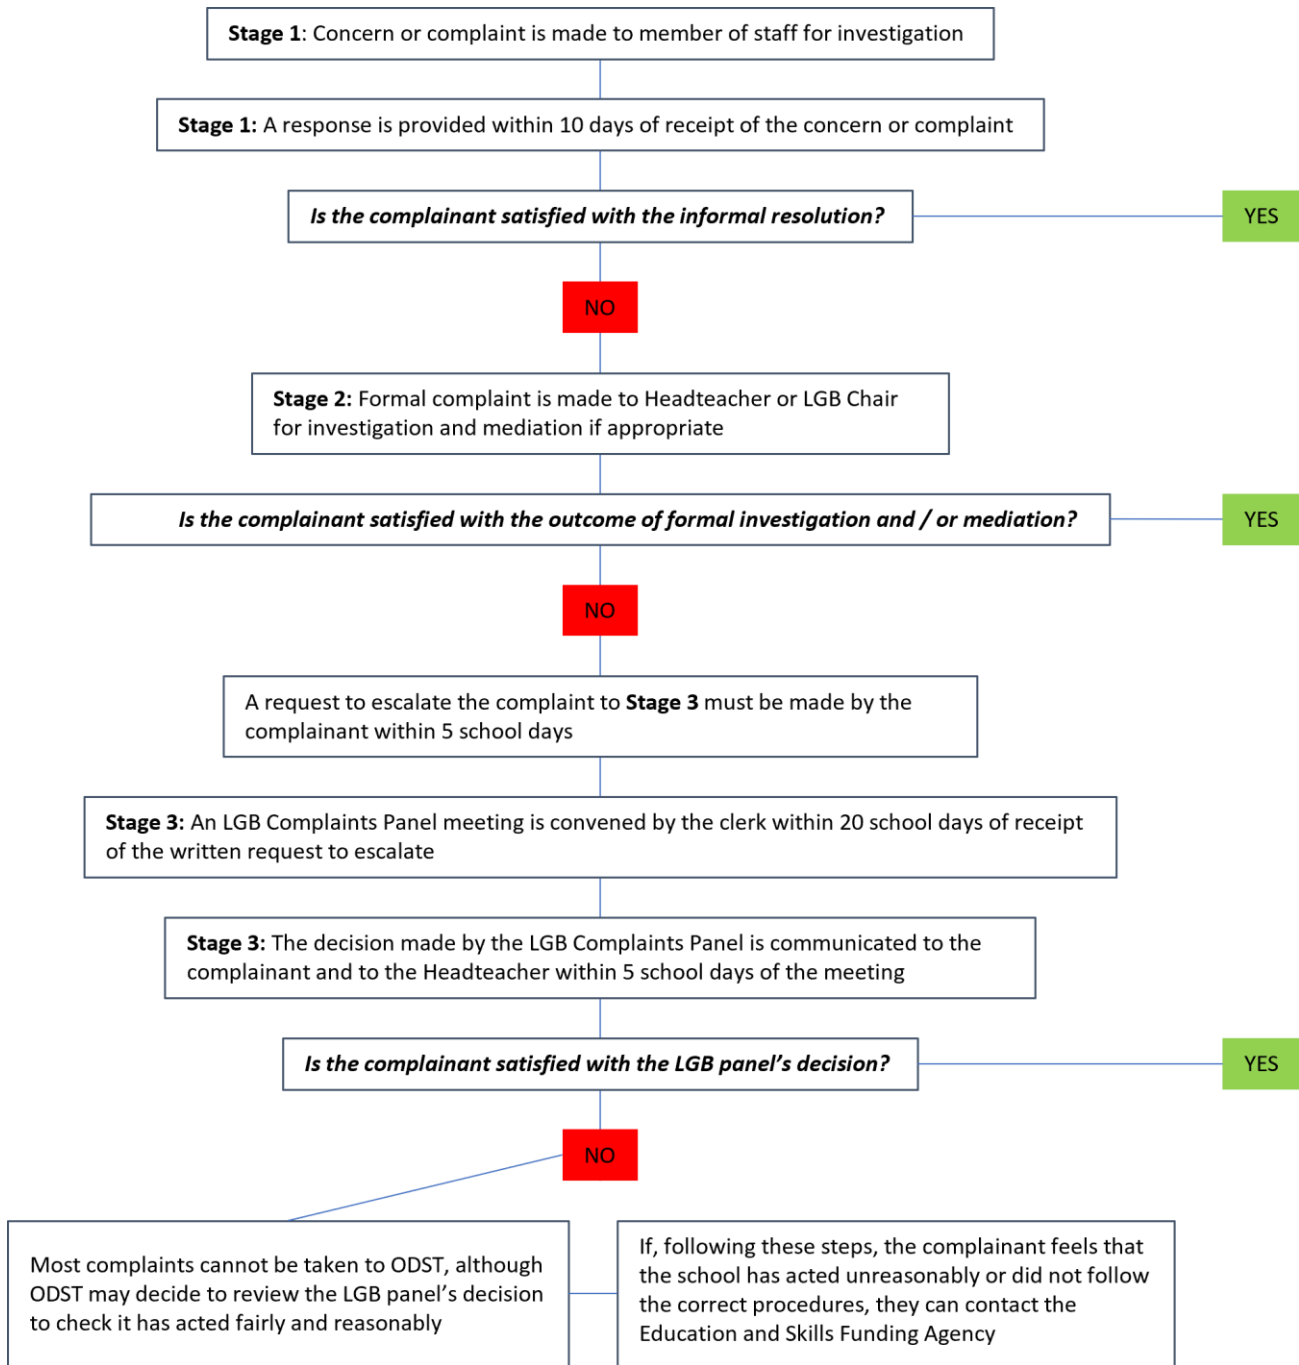 Stage 1: Concern or complaint is made to member of staff for investigation
Stage 1: A response is provided within 10 days of receipt of the concern or complaint
Is the complainant satisfied with the informal resolution?
YES
NO
Stage 2: Formal complaint is made to Headteacher or LGB Chair
for investigation and mediation if appropriate
Is the complainant satisfied with the outcome of formal investigation and / or mediation?
YES
NO
A request to escalate the complaint to Stage 3 must be made by the
complainant within 5 school days
Stage 3: An LGB Complaints Panel meeting is convened by the clerk within 20 school days of receipt
of the written request to escalate
Stage 3: The decision made by the LGB Complaints Panel is communicated to the
complainant and to the Headteacher within 5 school days of the meeting
Is the complainant satisfied with the LGB panel’s decision?
YES
NO
Most complaints cannot be taken to ODST, although
ODST may decide to review the LGB panel’s decision
to check it has acted fairly and reasonably
If, following these steps, the complainant feels that
the school has acted unreasonably or did not follow
the correct procedures, they can contact the
Education and Skills Funding Agency